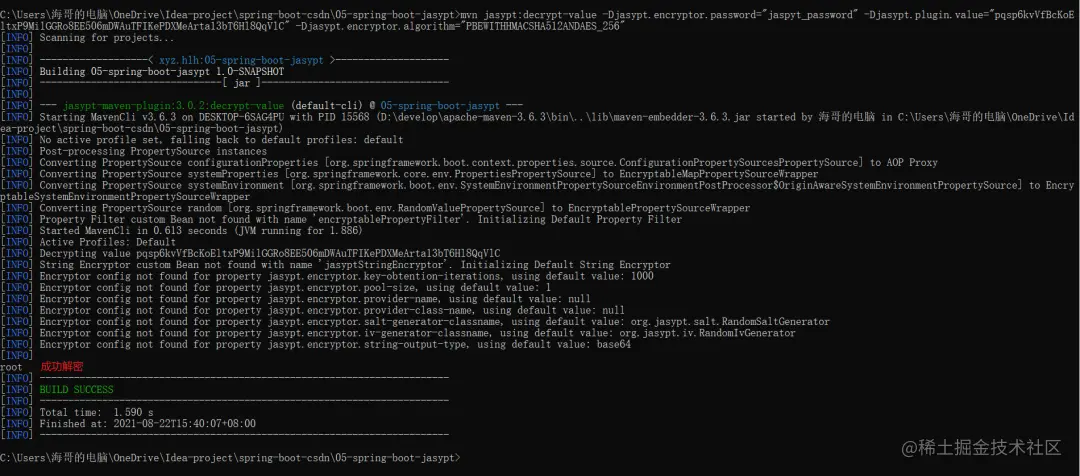 C:\Users\海哥的电脑\OneDrive\Idea-project\spring-boot-csdn\05-spring-boot-jasypt>mvn jasypt:decrypt-value -Djasypt.encryptor.password="jaspyt_password" -Djasypt.plugin.value="pqsp6kvVfBcKoE
ltxP9MilGGRo8EE506mDWAuTFIKePDXMeArta13bT6Hl8QqVlC" -Djasypt.encryptor.algorithm="PBEWITHHMACSHA512ANDAES_256"
[INFO] Scanning for projects...
[INFO]
[INFO] -------------------< xyz.hlh:05-spring-boot-jasypt >--------------------
[INFO] Building 05-spring-boot-jasypt 1.0-SNAPSHOT
[INFO] --------------------------------[ jar ]---------------------------------
[INFO]
[INFO] --- jasypt-maven-plugin:3.0.2:decrypt-value (default-cli) @ 05-spring-boot-jasypt ---
[INFO] Starting MavenCli v3.6.3 on DESKTOP-6SAG4PU with PID 15568 (D:\develop\apache-maven-3.6.3\bin\..\lib\maven-embedder-3.6.3.jar started by 海哥的电脑 in C:\Users\海哥的电脑\OneDrive\Id
ea-project\spring-boot-csdn\05-spring-boot-jasypt)
[INFO] No active profile set, falling back to default profiles: default
[INFO] Post-processing PropertySource instances
[INFO] Converting PropertySource configurationProperties [org.springframework.boot.context.properties.source.ConfigurationPropertySourcesPropertySource] to AOP Proxy
[INFO] Converting PropertySource systemProperties [org.springframework.core.env.PropertiesPropertySource] to EncryptableMapPropertySourceWrapper
[INFO] Converting PropertySource systemEnvironment [org.springframework.boot.env.SystemEnvironmentPropertySourceEnvironmentPostProcessor$OriginAwareSystemEnvironmentPropertySource] to Encry
ptableSystemEnvironmentPropertySourceWrapper
[INFO] Converting PropertySource random [org.springframework.boot.env.RandomValuePropertySource] to EncryptablePropertySourceWrapper
[INFO] Property Filter custom Bean not found with name 'encryptablePropertyFilter'. Initializing Default Property Filter
[INFO] Started MavenCli in 0.613 seconds (JVM running for 1.886)
[INFO] Active Profiles: Default
[INFO] Decrypting value pqsp6kvVfBcKoEltxP9MilGGRo8EE506mDWAuTFIKePDXMeArta13bT6Hl8QqVlC
[INFO] String Encryptor custom Bean not found with name 'jasyptStringEncryptor'. Initializing Default String Encryptor
[INFO] Encryptor config not found for property jasypt.encryptor.key-obtention-iterations, using default value: 1000
[INFO] Encryptor config not found for property jasypt.encryptor.pool-size, using default value: 1
[INFO] Encryptor config not found for property jasypt.encryptor.provider-name, using default value: null
[INFO] Encryptor config not found for property jasypt.encryptor.provider-class-name, using default value: null
[INFO] Encryptor config not found for property jasypt.encryptor.salt-generator-classname, using default value: org.jasypt.salt.RandomSaltGenerator
[INFO] Encryptor config not found for property jasypt.encryptor.iv-generator-classname, using default value: org.jasypt.iv.RandomIvGenerator
[INFO] Encryptor config not found for property jasypt.encryptor.string-output-type, using default value: base64
[INFO]
root 成功解密
[INFO] ------------------------------------------------------------------------
[INFO] BUILD SUCCESS
[INFO] ------------------------------------------------------------------------
[INFO] Total time:  1.590 s
[INFO] Finished at: 2021-08-22T15:40:07+08:00
[INFO] ------------------------------------------------------------------------
C:\Users\海哥的电脑\OneDrive\Idea-project\spring-boot-csdn\05-spring-boot-jasypt>
@稀土掘金技术社区